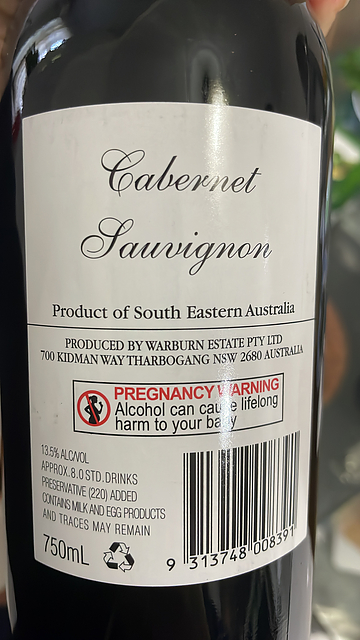 Cabernet
Sauvignon
Product of South Eastern Australia
PRODUCED BY WARBURN ESTATE PTY LTD
700 KIDMAN WAY THARBOGANG NSW 2680 AUSTRALIA
PREGNANCY WARNING
Alcohol can cause lifelong
harm to your baby
13.5% ALC/VOL
APPROX. 8.0 STD. DRINKS
PRESERVATIVE (220) ADDED
CONTAINS MILK AND EGG PRODUCTS
AND TRACES MAY REMAIN
750mL
9 313748 008391